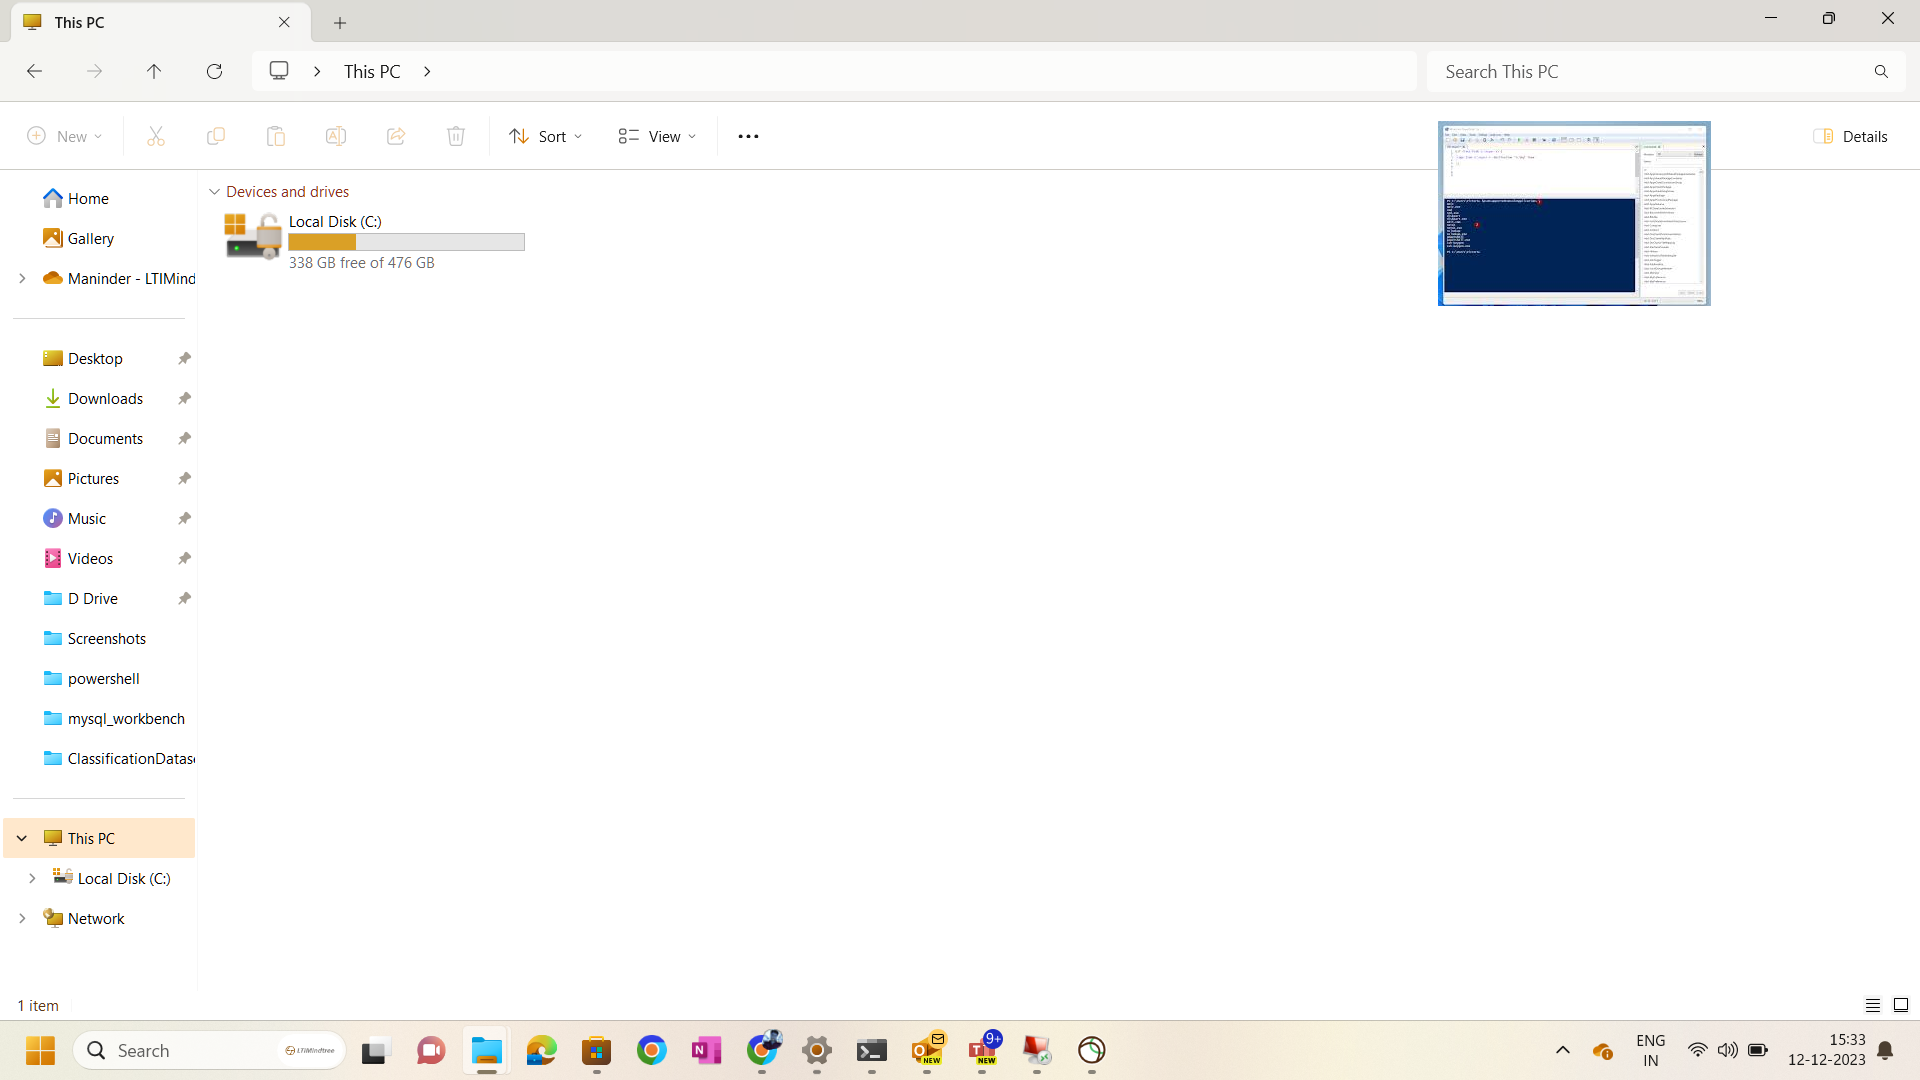 This PC
This PC
Search This PC
New
Sort
View
Details
Home
Gallery
Maninder - LTIMind
Desktop
Downloads
Documents
Pictures
Music
Videos
D Drive
Screenshots
powershell
mysql_workbench
ClassificationDatas
This PC
Local Disk (C:)
Network
Devices and drives
Local Disk (C:)
338 GB free of 476 GB
1 item
Search
LTIMindtree
NEW
9+
NEW
ENG
IN
15:33
12-12-2023